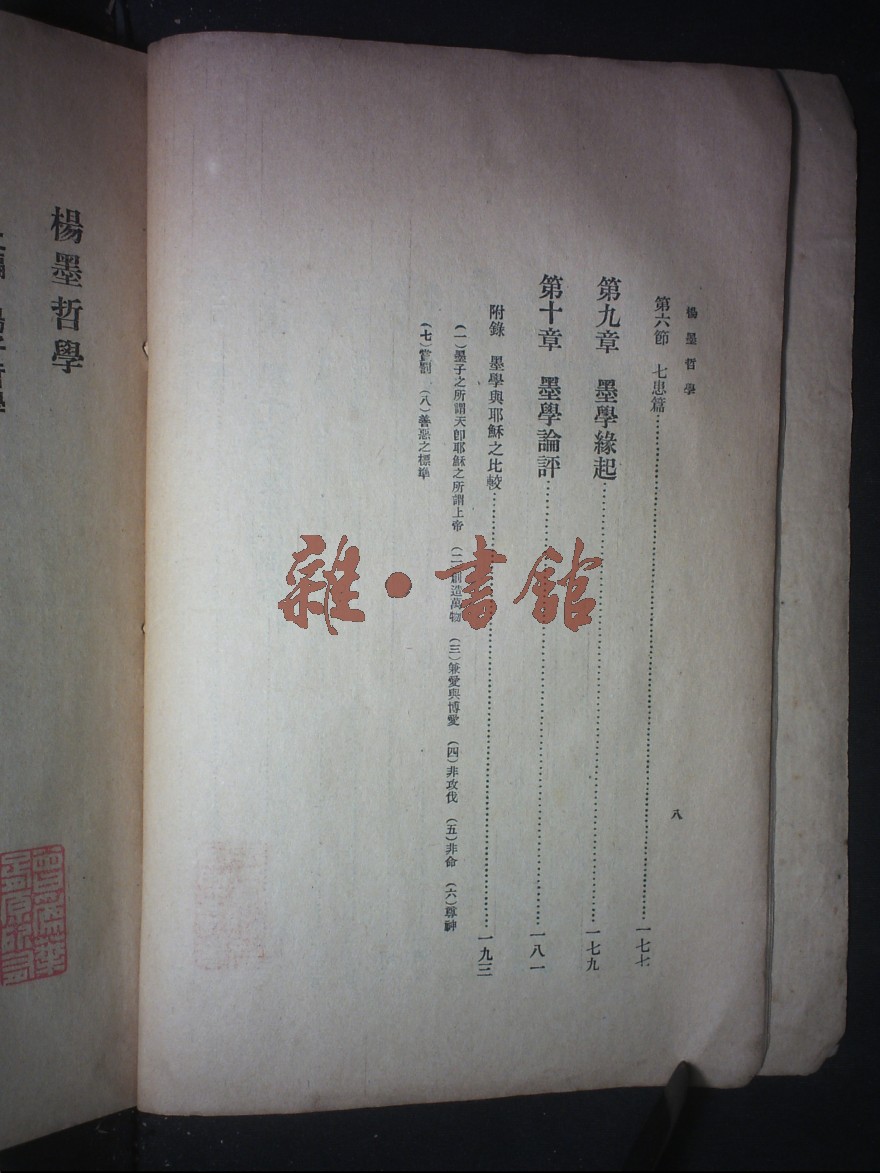 楊墨哲學
第六節 七患篇……一七七
第九章 墨學緣起……一七九
第十章 墨學論評……一八一
附錄 墨學與耶穌之比較……一九三
(一)墨子之所謂天卽耶穌之所謂上帝 (二)創造萬物 (三)兼愛與博愛 (四)非攻伐 (五)非命 (六)尊神
(七)賞罰 (八)善惡之標準
八
楊墨哲學
雜·書館